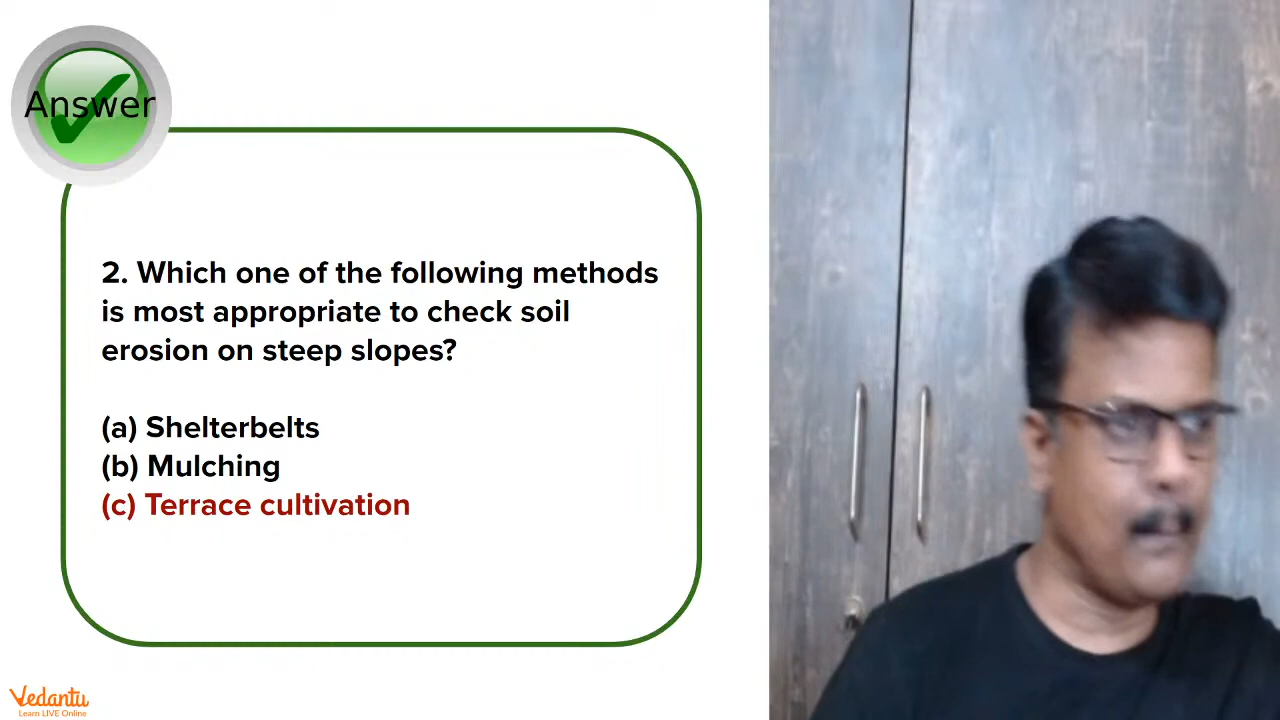 Answer
2. Which one of the following methods
is most appropriate to check soil
erosion on steep slopes?
(a) Shelterbelts
(b) Mulching
(c) Terrace cultivation
Vedantu
Learn LIVE Online